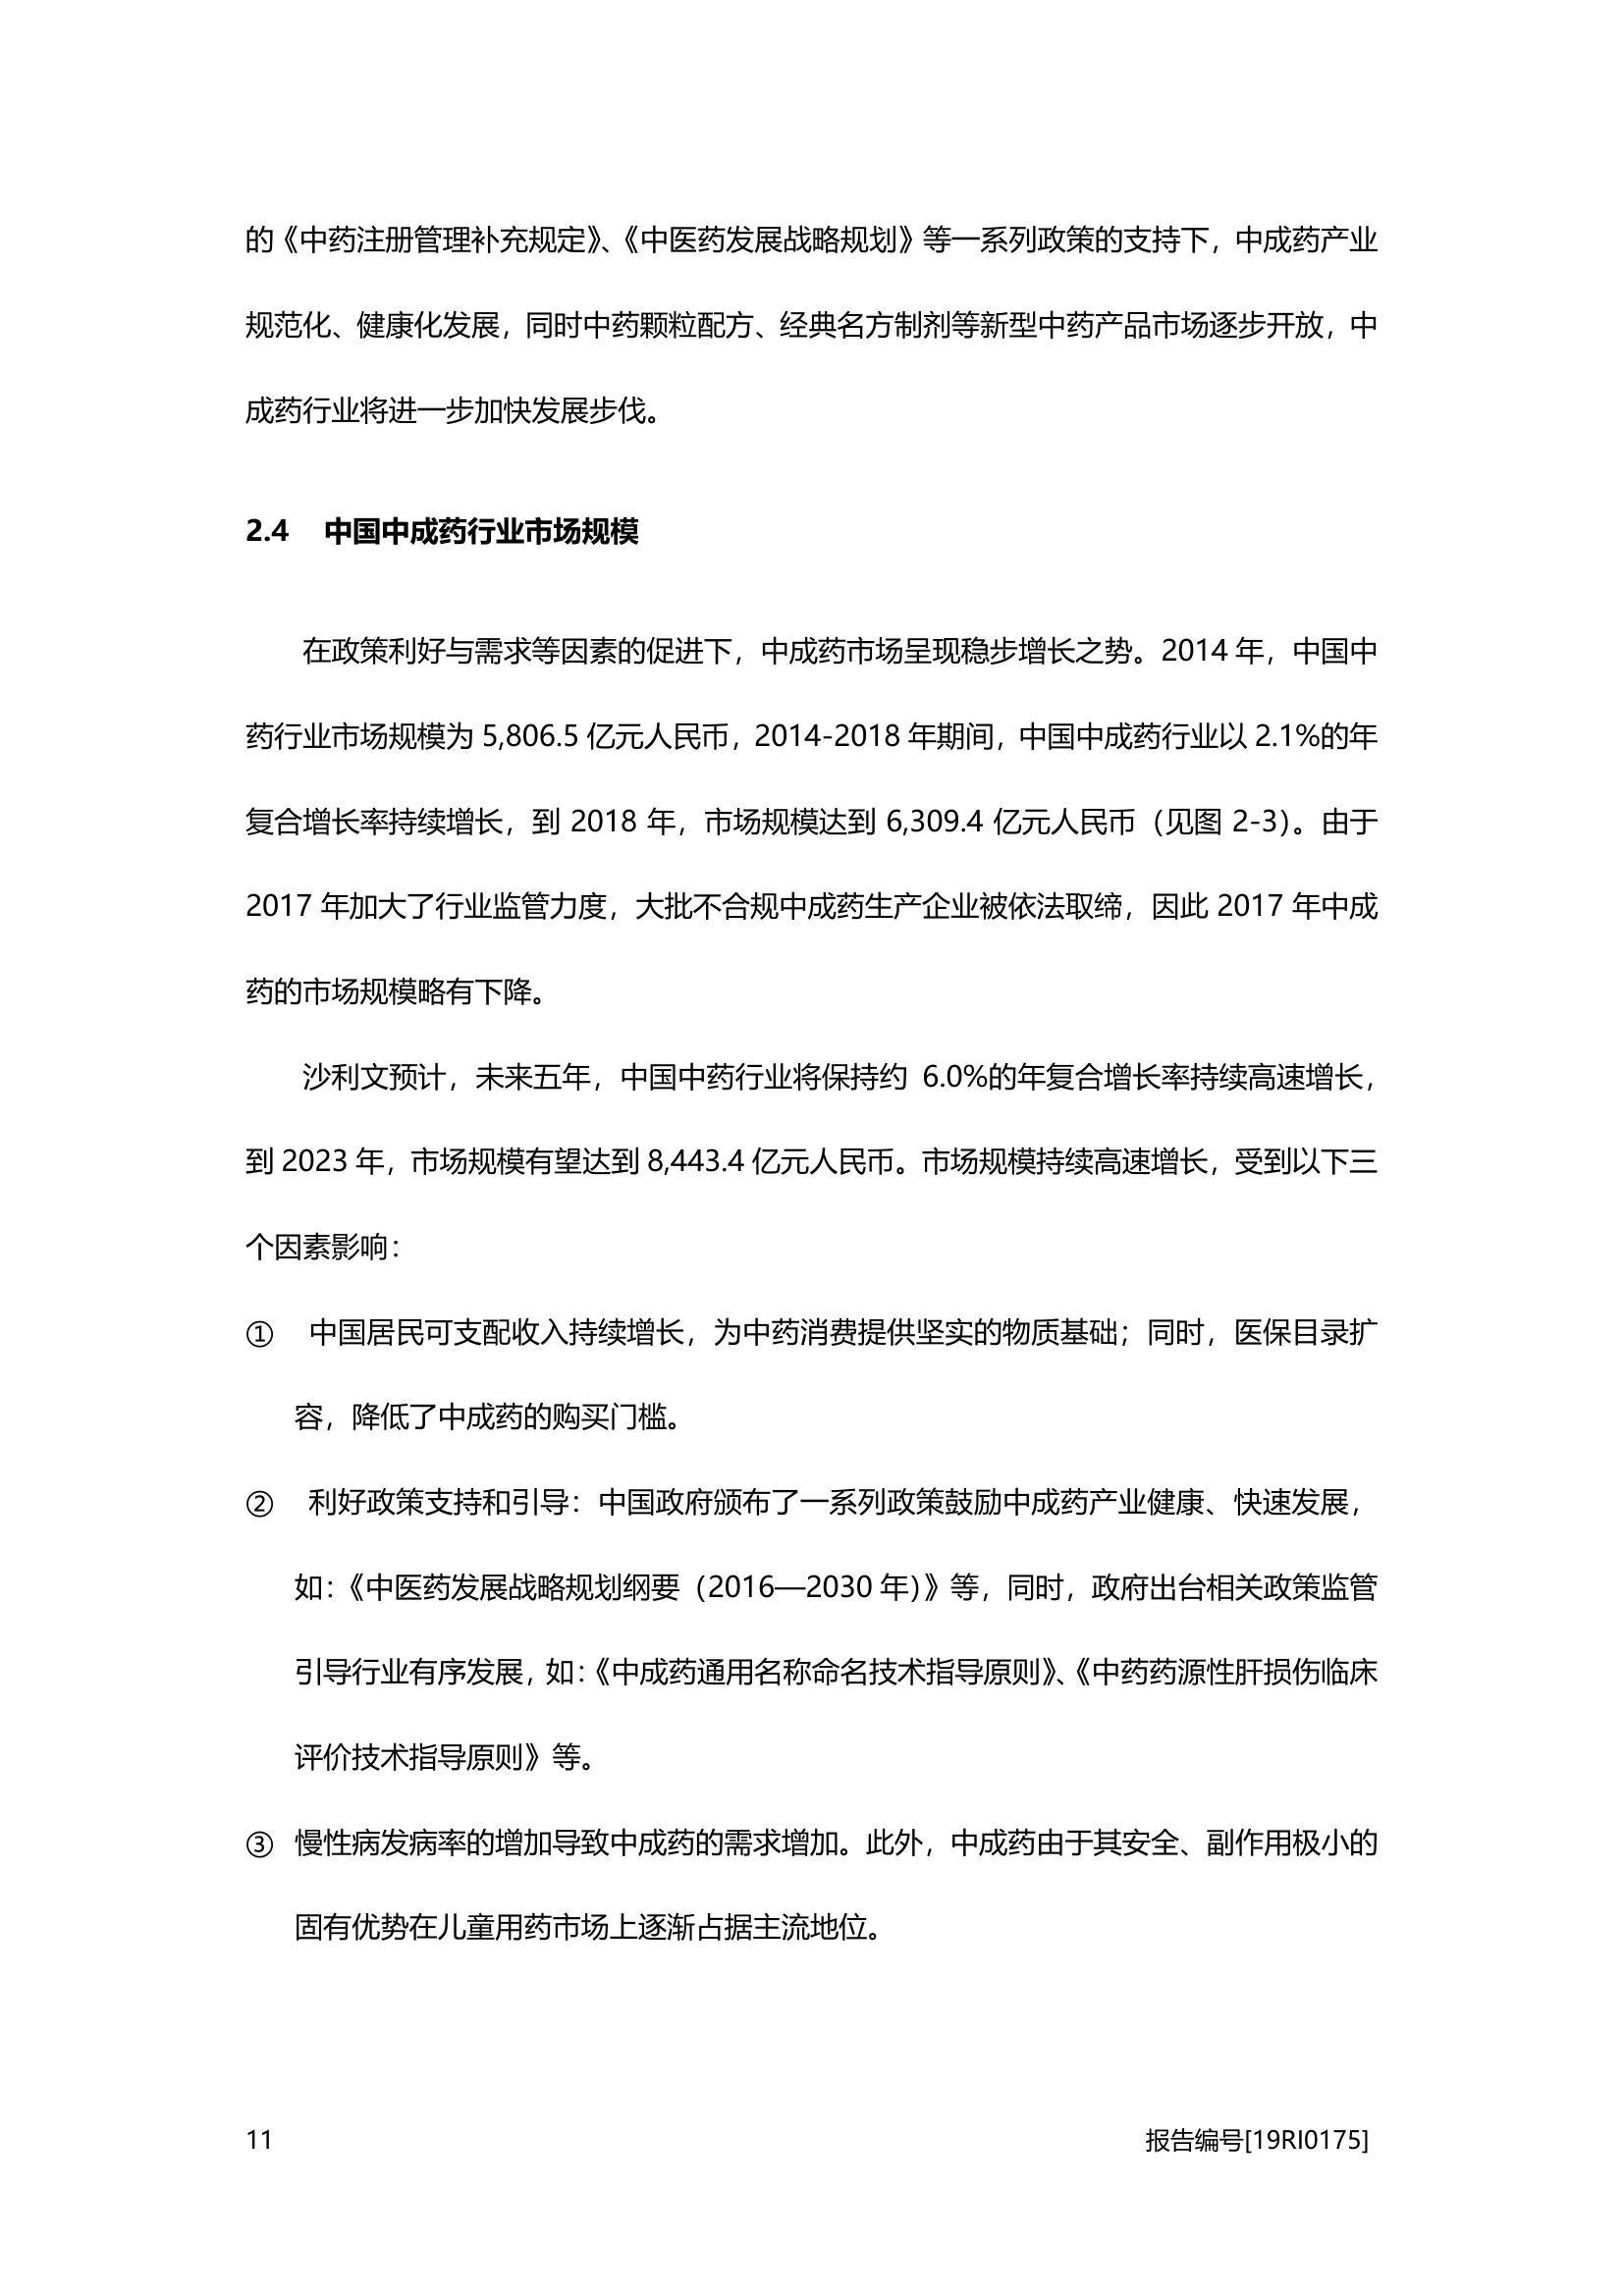 的《中药注册管理补充规定》、《中医药发展战略规划》等一系列政策的支持下，中成药产业
规范化、健康化发展，同时中药颗粒配方、经典名方制剂等新型中药产品市场逐步开放，中
成药行业将进一步加快发展步伐。
2.4 中国中成药行业市场规模
在政策利好与需求等因素的促进下，中成药市场呈现稳步增长之势。2014 年，中国中
药行业市场规模为 5,806.5 亿元人民币，2014-2018 年期间，中国中成药行业以 2.1%的年
复合增长率持续增长，到 2018 年，市场规模达到 6,309.4 亿元人民币（见图 2-3）。由于
2017 年加大了行业监管力度，大批不合规中成药生产企业被依法取缔，因此 2017 年中成
药的市场规模略有下降。
沙利文预计，未来五年，中国中药行业将保持约 6.0%的年复合增长率持续高速增长，
到 2023 年，市场规模有望达到 8,443.4 亿元人民币。市场规模持续高速增长，受到以下三
个因素影响：
① 中国居民可支配收入持续增长，为中药消费提供坚实的物质基础；同时，医保目录扩
容，降低了中成药的购买门槛。
② 利好政策支持和引导：中国政府颁布了一系列政策鼓励中成药产业健康、快速发展，
如：《中医药发展战略规划纲要（2016—2030 年）》等，同时，政府出台相关政策监管
引导行业有序发展，如：《中成药通用名称命名技术指导原则》、《中药药源性肝损伤临床
评价技术指导原则》等。
③ 慢性病发病率的增加导致中成药的需求增加。此外，中成药由于其安全、副作用极小的
固有优势在儿童用药市场上逐渐占据主流地位。
11 报告编号[19RI0175]